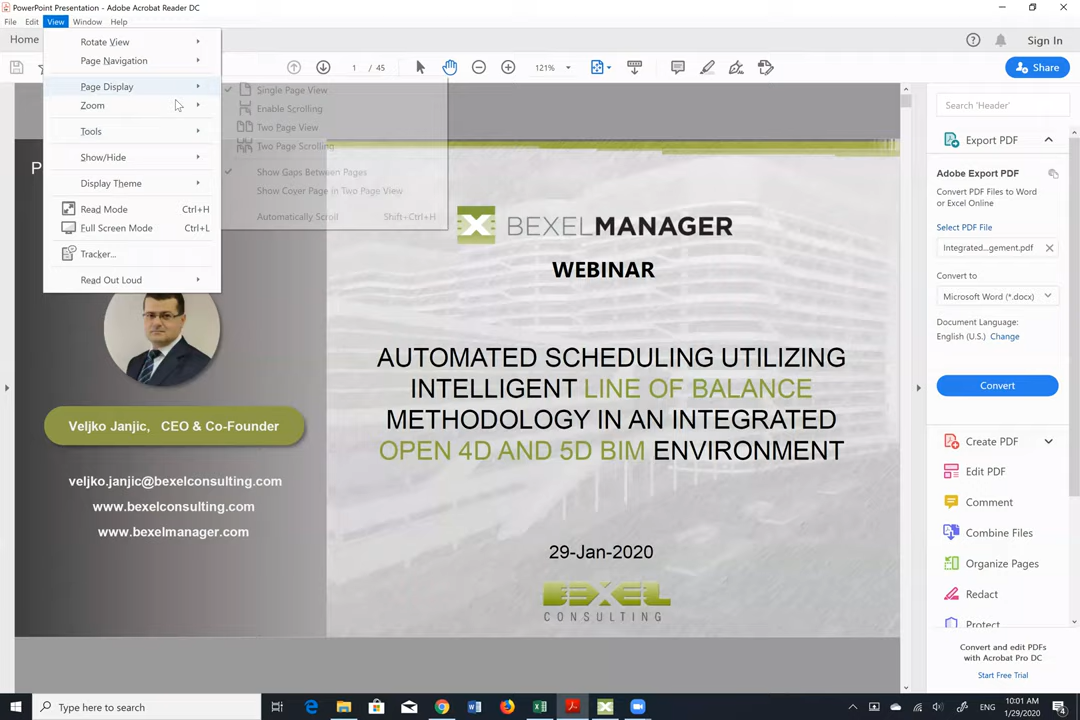 PowerPoint Presentation - Adobe Acrobat Reader DC
File Edit View Window Help
Home
Sign In
1 / 45
121%
Share
Rotate View
Page Navigation
Page Display
Zoom
Tools
Show/Hide
Display Theme
Read Mode Ctrl+H
Full Screen Mode Ctrl+L
Tracker...
Read Out Loud
Single Page View
Enable Scrolling
Two Page View
Two Page Scrolling
Show Gaps Between Pages
Show Cover Page in Two Page View
Automatically Scroll Shift+Ctrl+H
P
Veljko Janjic, CEO & Co-Founder
veljko.janjic@bexelconsulting.com
www.bexelconsulting.com
www.bexelmanager.com
BEXELMANAGER
WEBINAR
AUTOMATED SCHEDULING UTILIZING
INTELLIGENT LINE OF BALANCE
METHODOLOGY IN AN INTEGRATED
OPEN 4D AND 5D BIM ENVIRONMENT
29-Jan-2020
BEXEL
CONSULTING
Search 'Header'
Export PDF
Adobe Export PDF
Convert PDF Files to Word
or Excel Online
Select PDF File
Integrated...gement.pdf
Convert to
Microsoft Word (*.docx)
Document Language:
English (U.S.) Change
Convert
Create PDF
Edit PDF
Comment
Combine Files
Organize Pages
Redact
Protect
Convert and edit PDFs
with Acrobat Pro DC
Start Free Trial
Type here to search
ENG
10:01 AM
1/29/2020
4